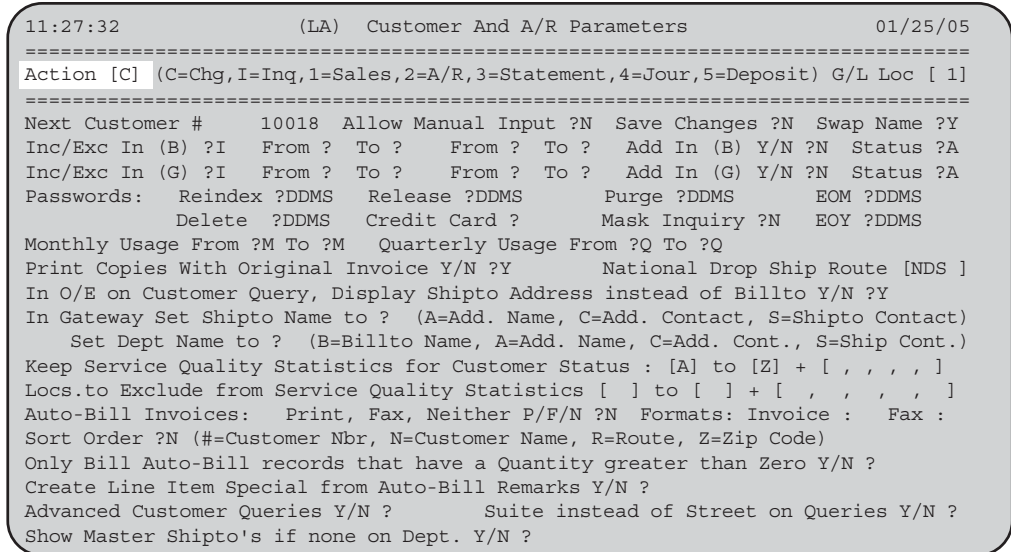 11:27:32 (LA) Customer And A/R Parameters 01/25/05
================================================================================
Action [C] (C=Chg,I=Inq,1=Sales,2=A/R,3=Statement,4=Jour,5=Deposit) G/L Loc [ 1]
================================================================================
Next Customer # 10018 Allow Manual Input ?N Save Changes ?N Swap Name ?Y
Inc/Exc In (B) ?I From ? To ? From ? To ? Add In (B) Y/N ?N Status ?A
Inc/Exc In (G) ?I From ? To ? From ? To ? Add In (G) Y/N ?N Status ?A
Passwords: Reindex ?DDMS Release ?DDMS Purge ?DDMS EOM ?DDMS
Delete ?DDMS Credit Card ? Mask Inquiry ?N EOY ?DDMS
Monthly Usage From ?M To ?M Quarterly Usage From ?Q To ?Q
Print Copies With Original Invoice Y/N ?Y National Drop Ship Route [NDS ]
In O/E on Customer Query, Display Shipto Address instead of Billto Y/N ?Y
In Gateway Set Shipto Name to ? (A=Add. Name, C=Add. Contact, S=Shipto Contact)
Set Dept Name to ? (B=Billto Name, A=Add. Name, C=Add. Cont., S=Ship Cont.)
Keep Service Quality Statistics for Customer Status : [A] to [Z] + [ , , , , ]
Locs.to Exclude from Service Quality Statistics [ ] to [ ] + [ , , , , ]
Auto-Bill Invoices: Print, Fax, Neither P/F/N ?N Formats: Invoice : Fax :
Sort Order ?N (#=Customer Nbr, N=Customer Name, R=Route, Z=Zip Code)
Only Bill Auto-Bill records that have a Quantity greater than Zero Y/N ?
Create Line Item Special from Auto-Bill Remarks Y/N ?
Advanced Customer Queries Y/N ? Suite instead of Street on Queries Y/N ?
Show Master Shipto's if none on Dept. Y/N ?